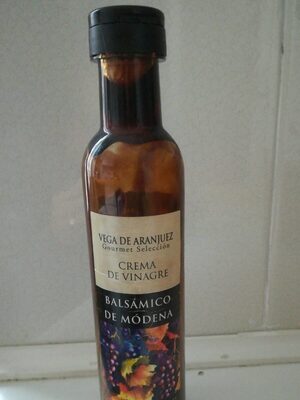 VEGA DE ARANJUEZ
Gourmet Selección
CREMA
DE VINAGRE
BALSÁMICO
DE MÓDENA